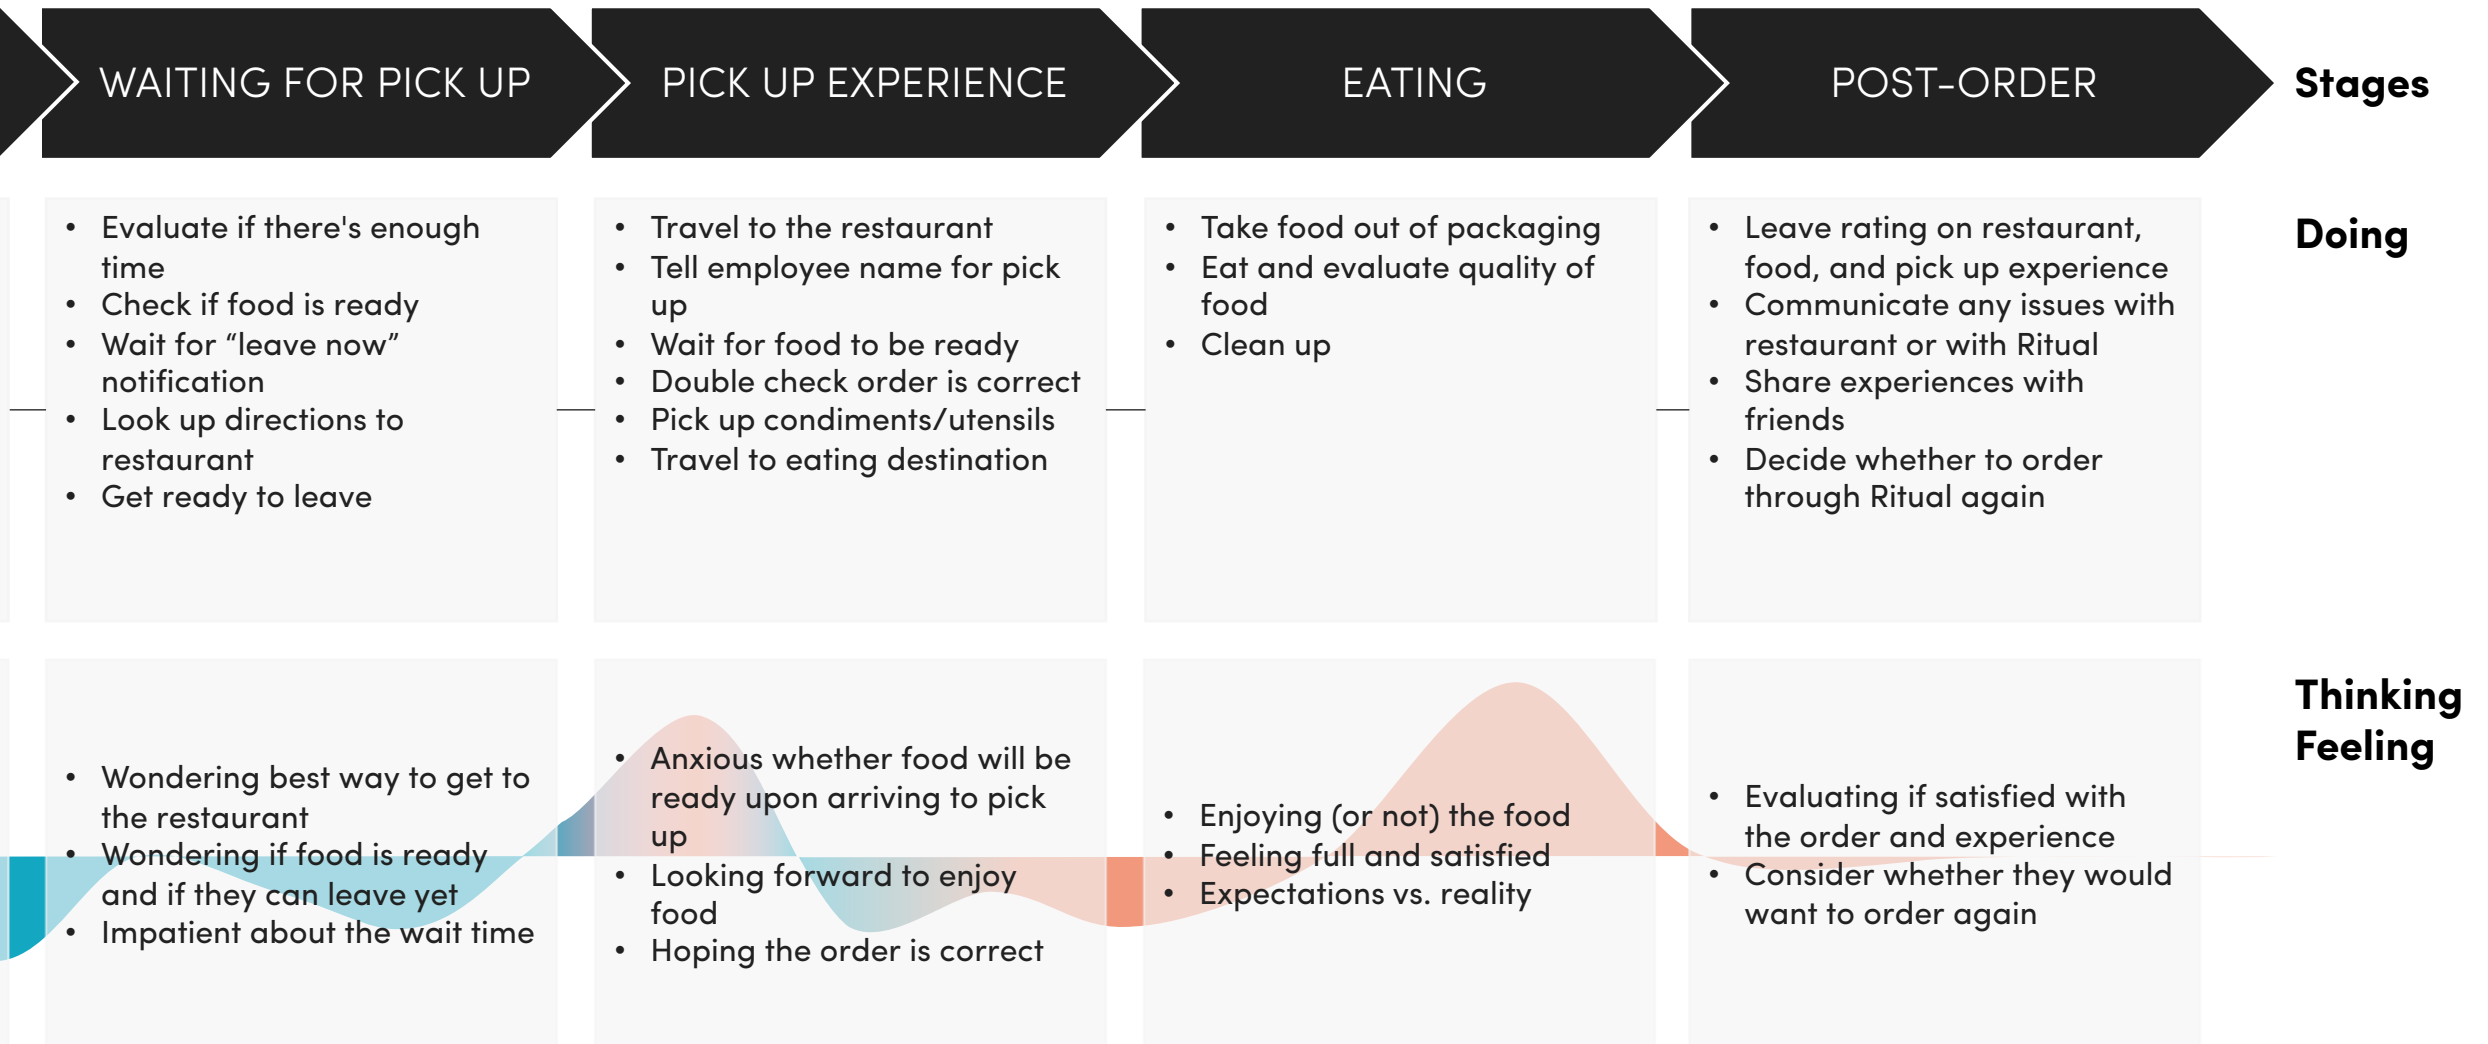 WAITING FOR PICK UP
PICK UP EXPERIENCE
EATING
POST-ORDER
Stages
• Evaluate if there's enough
time
• Check if food is ready
• Wait for “leave now”
notification
• Look up directions to
restaurant
• Get ready to leave
• Travel to the restaurant
• Tell employee name for pick
up
• Wait for food to be ready
• Double check order is correct
• Pick up condiments/utensils
• Travel to eating destination
• Take food out of packaging
• Eat and evaluate quality of
food
• Clean up
• Leave rating on restaurant,
food, and pick up experience
• Communicate any issues with
restaurant or with Ritual
• Share experiences with
friends
• Decide whether to order
through Ritual again
Doing
• Wondering best way to get to
the restaurant
• Wondering if food is ready
and if they can leave yet
• Impatient about the wait time
• Anxious whether food will be
ready upon arriving to pick
up
• Looking forward to enjoy
food
• Hoping the order is correct
• Enjoying (or not) the food
• Feeling full and satisfied
• Expectations vs. reality
• Evaluating if satisfied with
the order and experience
• Consider whether they would
want to order again
Thinking
Feeling